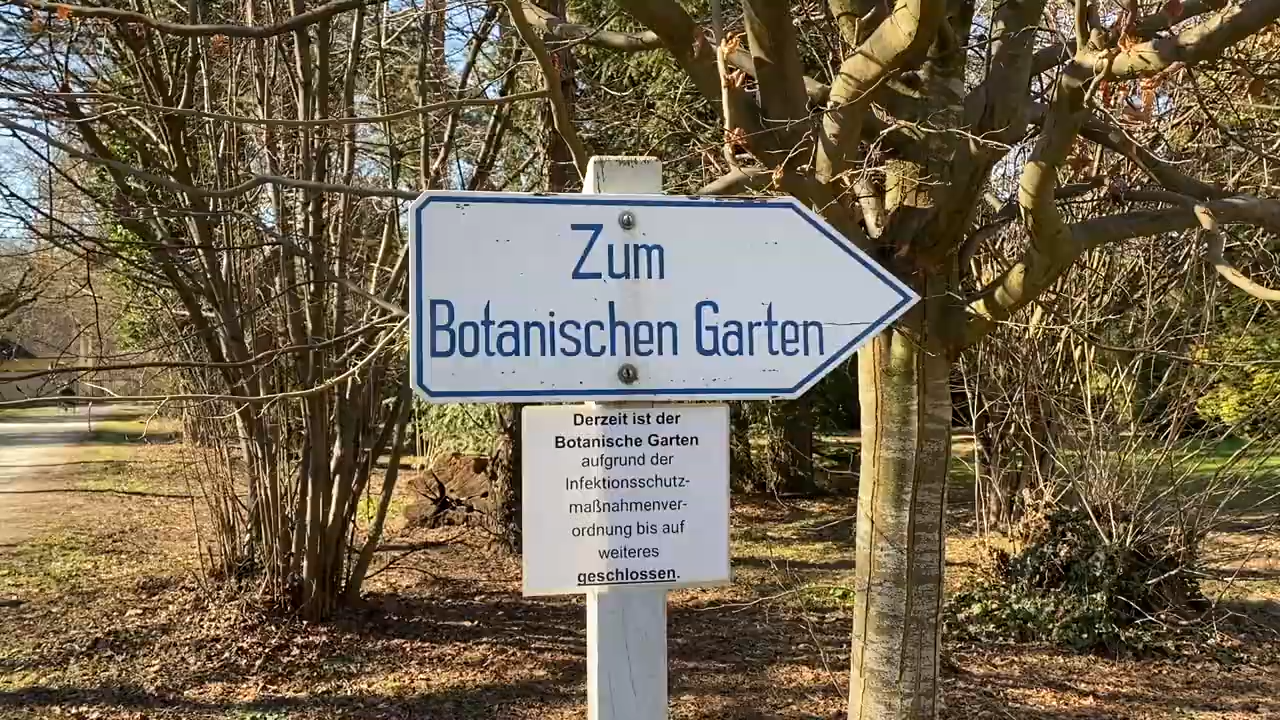 Zum
Botanischen Garten
Derzeit ist der
Botanische Garten
aufgrund der
Infektionsschutz-
maßnahmenver-
ordnung bis auf
weiteres
geschlossen.